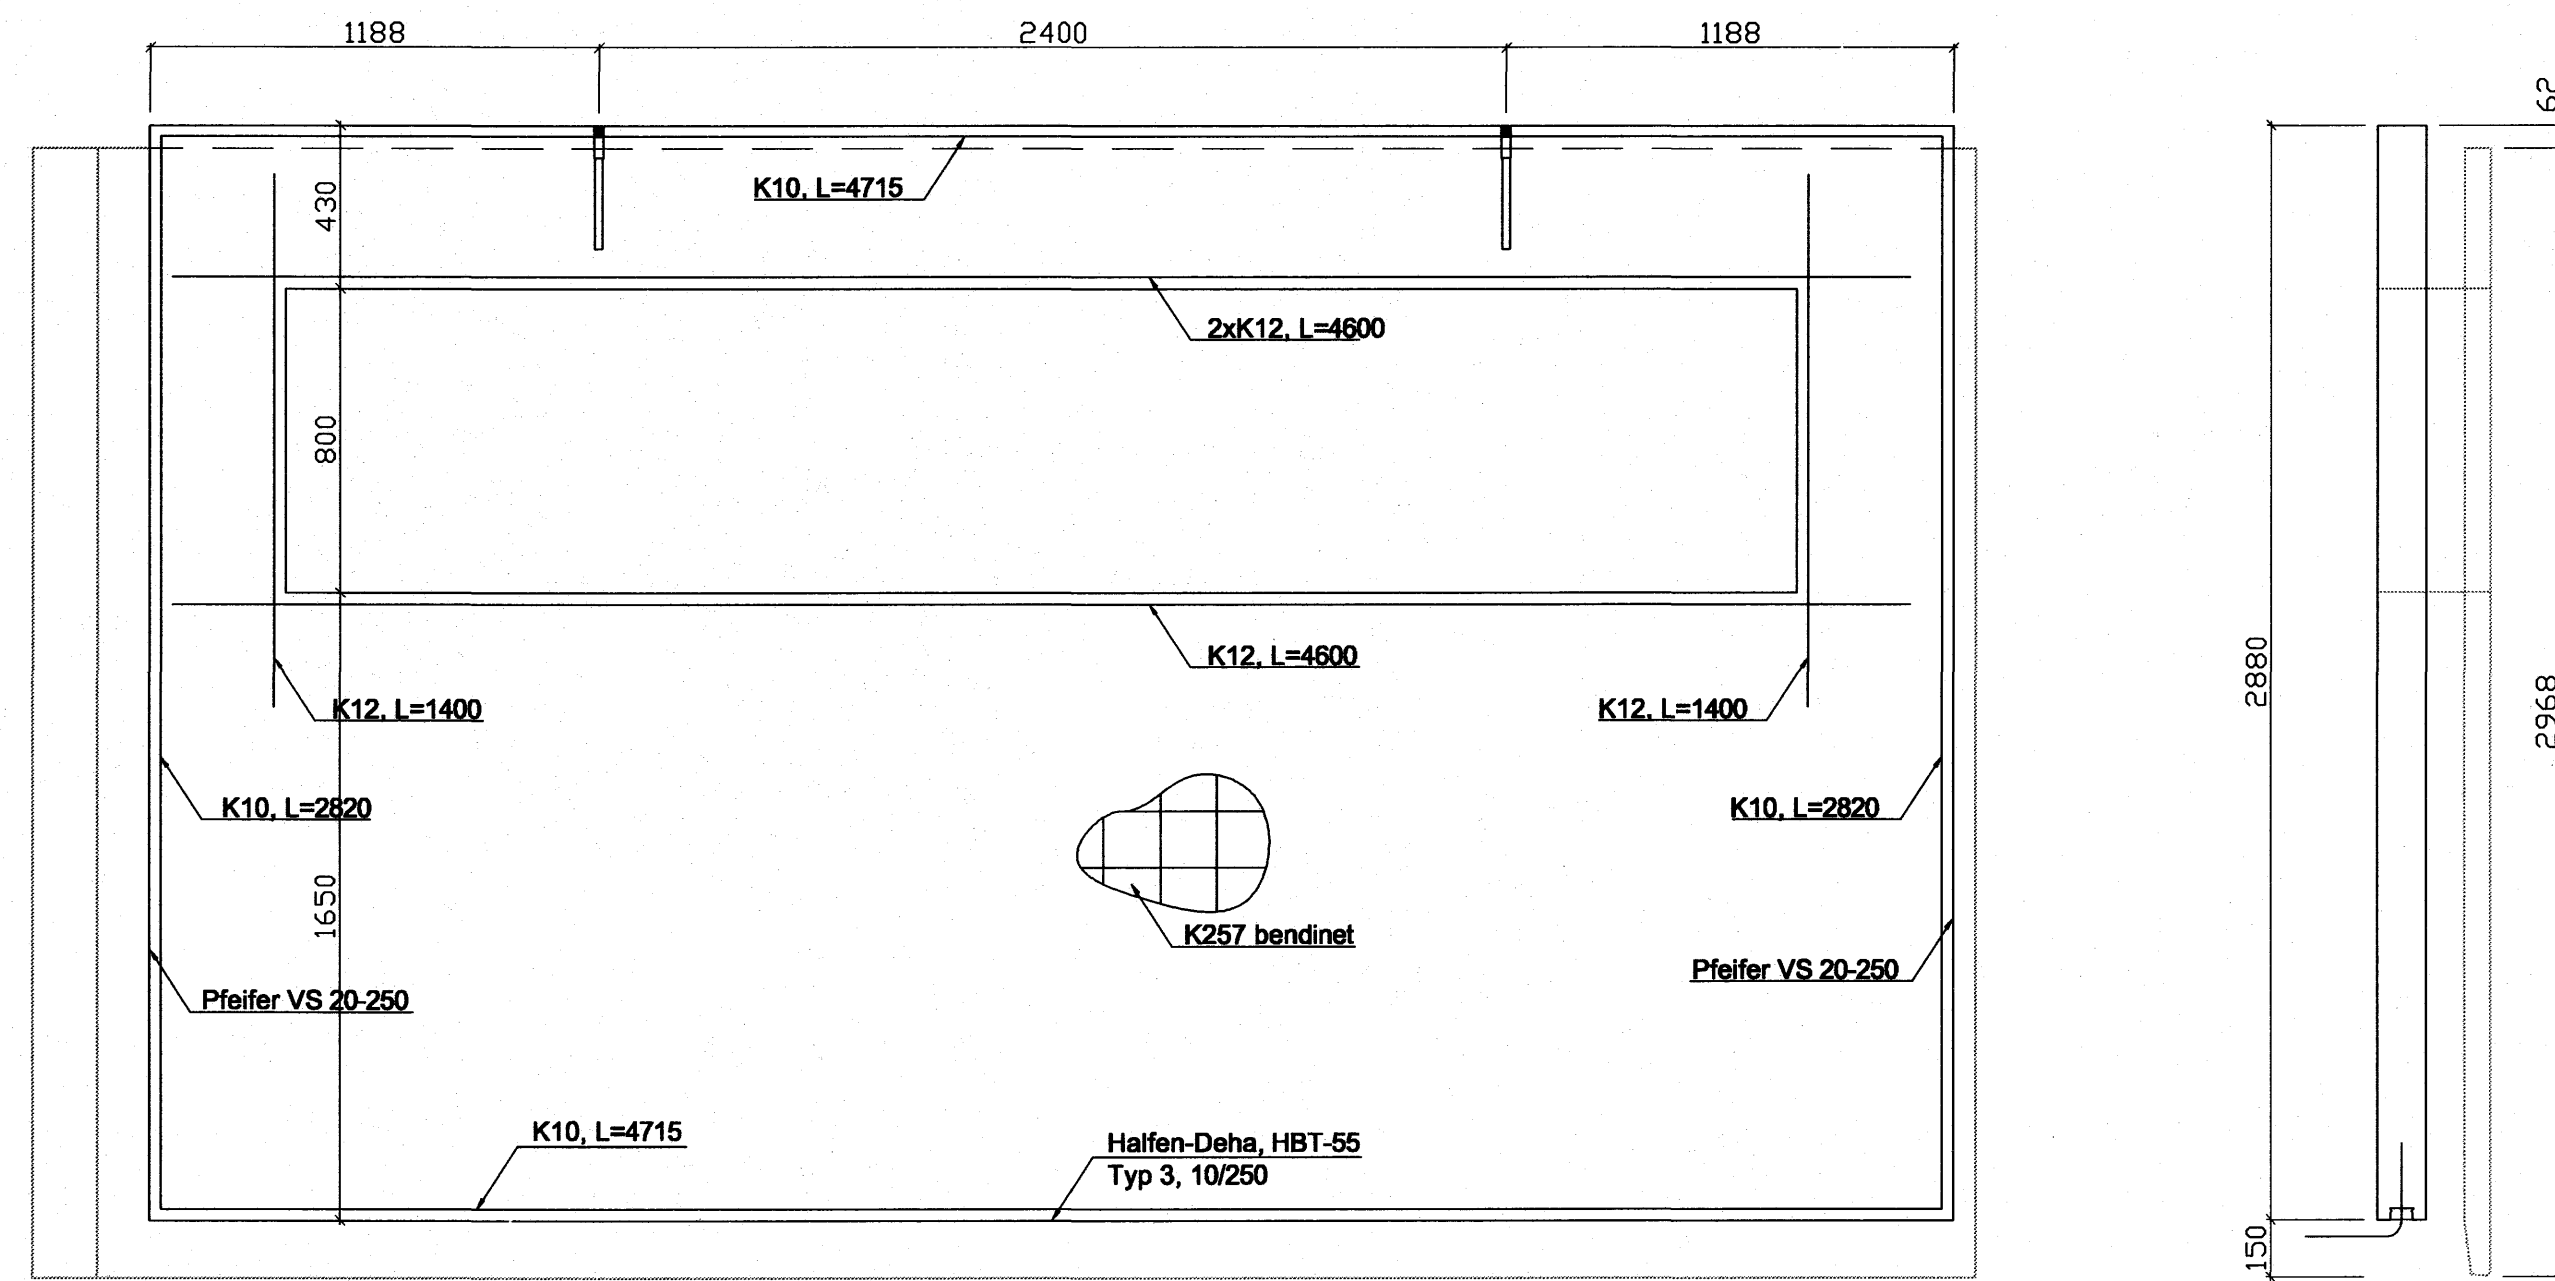 1188
2400
1188
62
K10, L=4715
430
2xK12, L=4600
800
K12, L=4600
2880
2968
K12, L=1400
K12, L=1400
K10, L=2820
K10, L=2820
1650
K257 bendinet
Pfeifer VS 20-250
Pfeifer VS 20-250
K10, L=4715
Halfen-Deha, HBT-55
Typ 3, 10/250
150